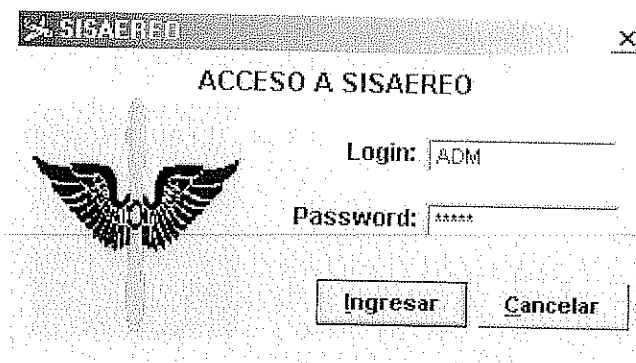 SISAEREO
ACCESO A SISAEREO
Login: ADM
Password: *****
Ingresar
Cancelar